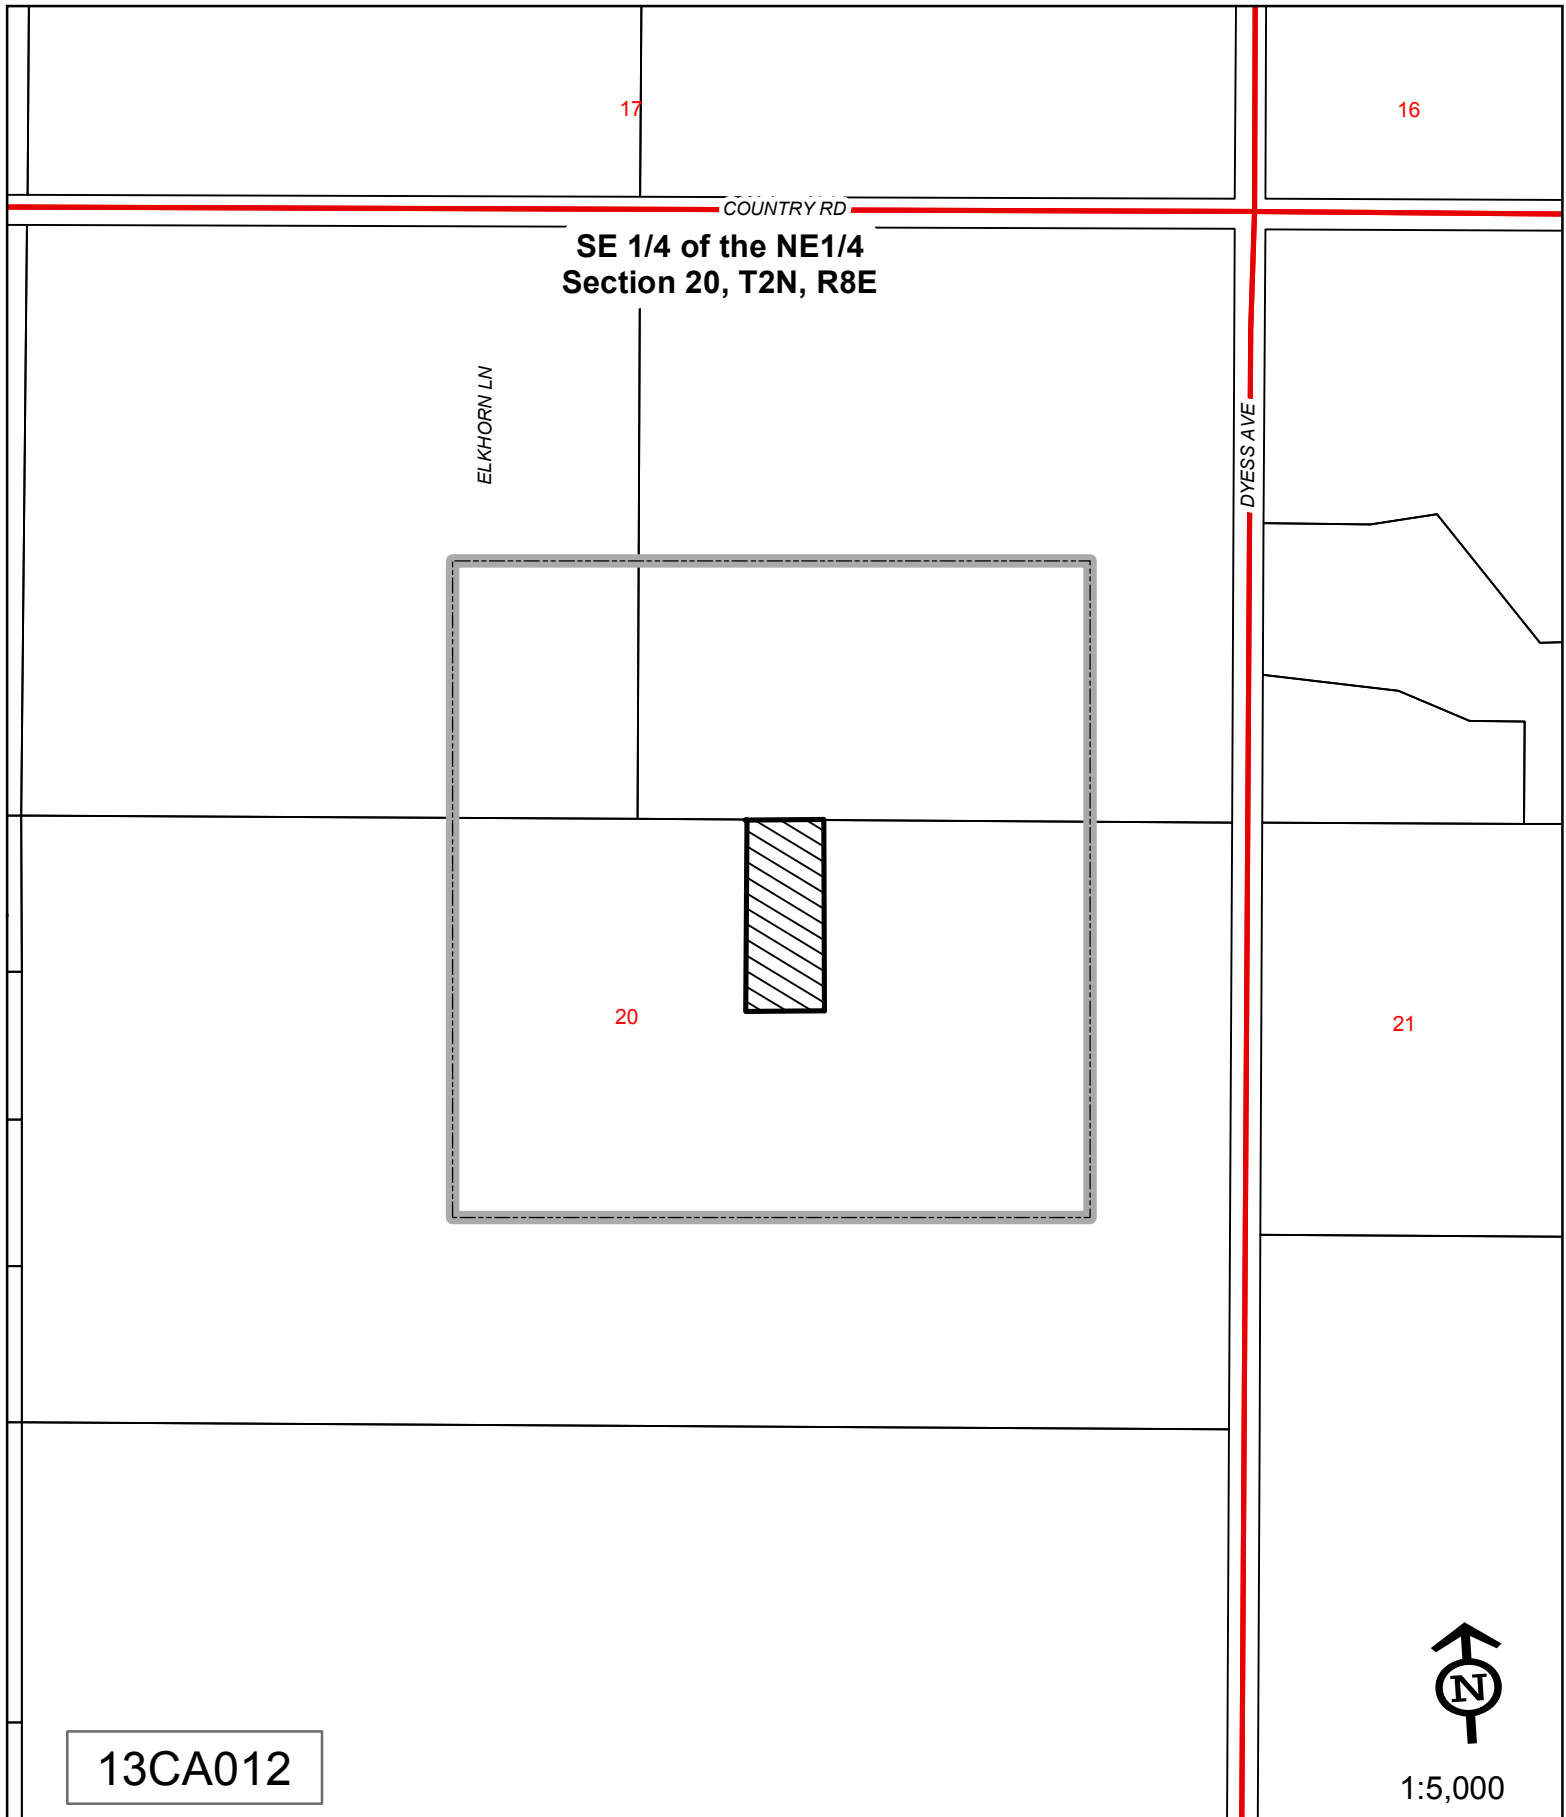 17
16
COUNTRY RD
SE 1/4 of the NE1/4
Section 20, T2N, R8E
ELKHORN LN
DYESS AVE
20
21
N
13CA012
1:5,000